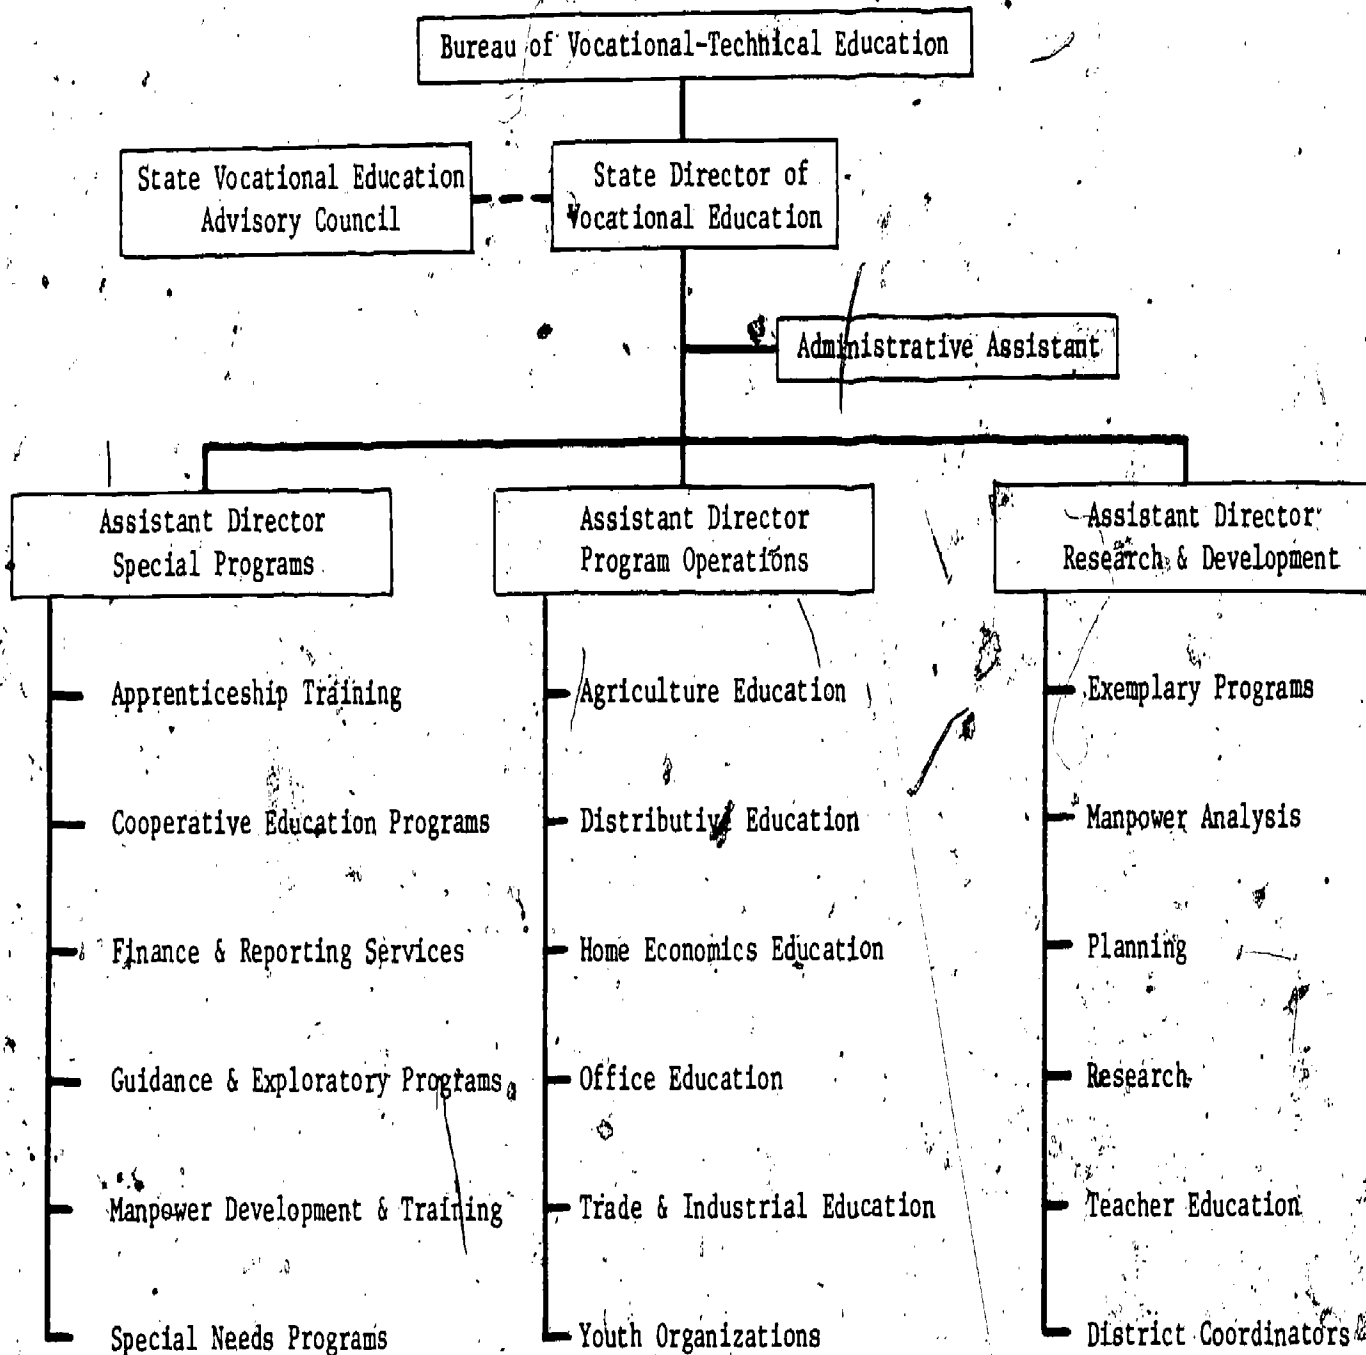 Bureau of Vocational-Technical Education
State Vocational Education
Advisory Council
State Director of
Vocational Education
Administrative Assistant
Assistant Director
Special Programs
Apprenticeship Training
Cooperative Education Programs
Finance & Reporting Services
Guidance & Exploratory Programs
Manpower Development & Training
Special Needs Programs
Assistant Director
Program Operations
Agriculture Education
Distributive Education
Home Economics Education
Office Education
Trade & Industrial Education
Youth Organizations
Assistant Director
Research & Development
Exemplary Programs
Manpower Analysis
Planning
Research
Teacher Education
District Coordinators